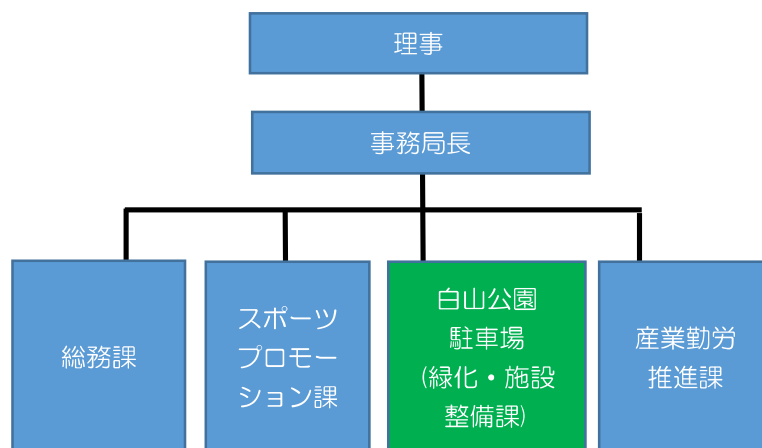 理事
事務局長
総務課
スポーツ
プロモー
ション課
白山公園
駐車場
(緑化・施設
整備課)
産業勤労
推進課